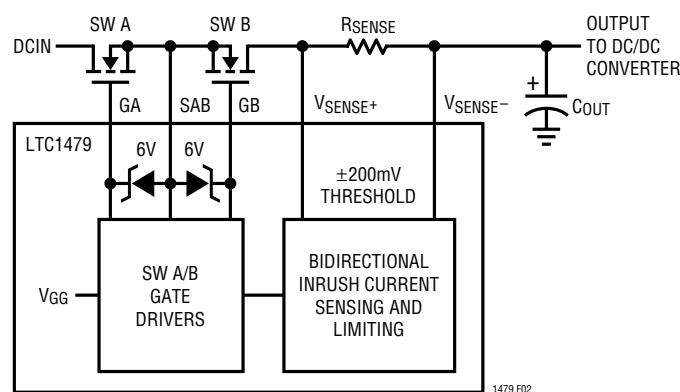 SW A
SW B
RSENSE
OUTPUT
TO DC/DC
CONVERTER
DCIN
GA
SAB
GB
VSENSE+
VSENSE–
+
COUT
LTC1479
6V
6V
±200mV
THRESHOLD
VGG
SW A/B
GATE
DRIVERS
BIDIRECTIONAL
INRUSH CURRENT
SENSING AND
LIMITING
1479 F02